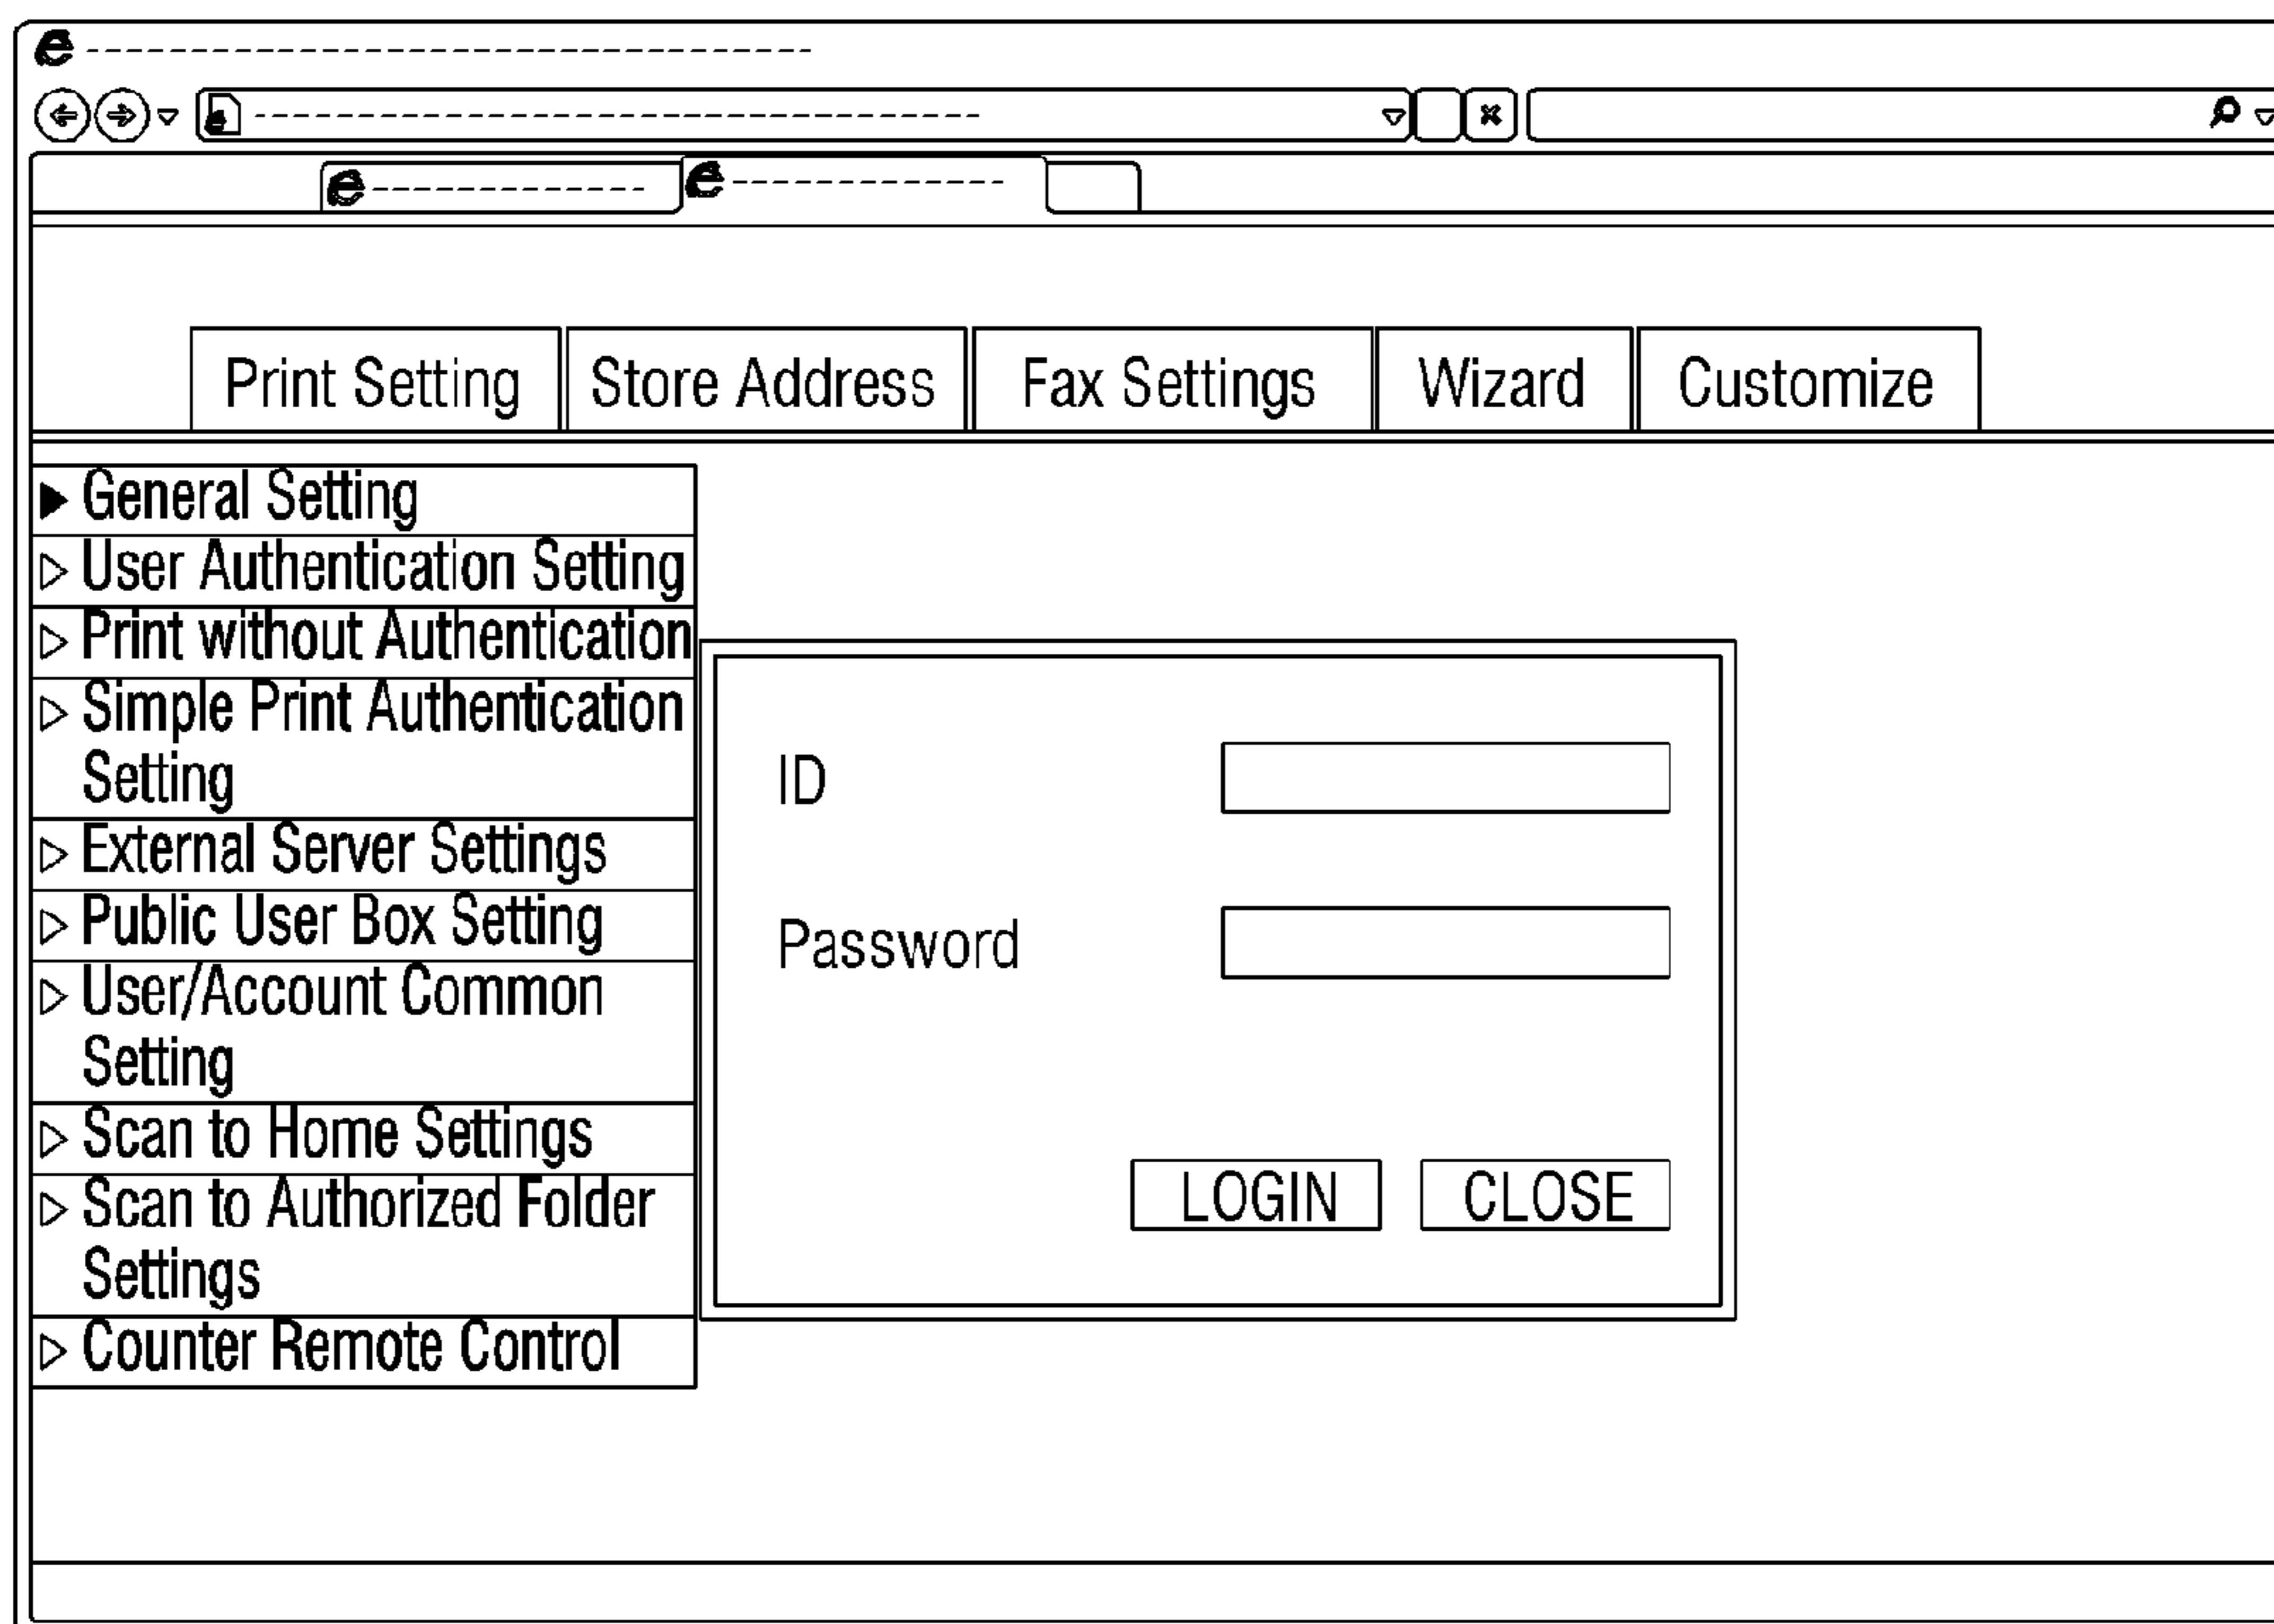 Print Setting Store Address Fax Settings Wizard Customize
General Setting
User Authentication Setting
Print without Authentication
Simple Print Authentication
Setting
External Server Settings
Public User Box Setting
User/Account Common
Setting
Scan to Home Settings
Scan to Authorized Folder
Settings
Counter Remote Control
ID
Password
LOGIN CLOSE